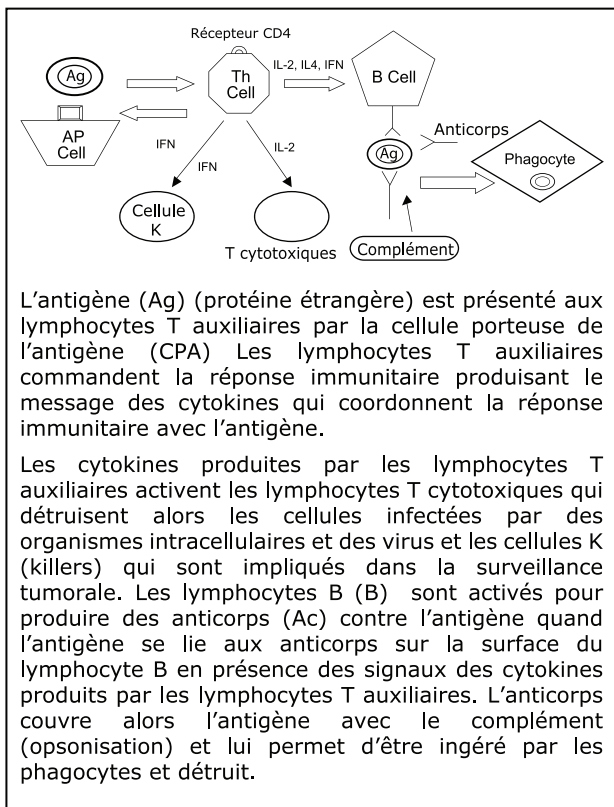 Récepteur CD4
Ag
Th
Cell
IL-2, IL4, IFN
B Cell
AP
Cell
IFN
IFN
IL-2
Ag
Anticorps
Phagocyte
Cellule
K
T cytotoxiques
Complément
L’antigène (Ag) (protéine étrangère) est présenté aux
lymphocytes T auxiliaires par la cellule porteuse de
l’antigène (CPA) Les lymphocytes T auxiliaires
commandent la réponse immunitaire produisant le
message des cytokines qui coordonnent la réponse
immunitaire avec l’antigène.
Les cytokines produites par les lymphocytes T
auxiliaires activent les lymphocytes T cytotoxiques qui
détruisent alors les cellules infectées par des
organismes intracellulaires et des virus et les cellules K
(killers) qui sont impliqués dans la surveillance
tumorale. Les lymphocytes B (B) sont activés pour
produire des anticorps (Ac) contre l’antigène quand
l’antigène se lie aux anticorps sur la surface du
lymphocyte B en présence des signaux des cytokines
produits par les lymphocytes T auxiliaires. L’anticorps
couvre alors l’antigène avec le complément
(opsonisation) et lui permet d’être ingéré par les
phagocytes et détruit.